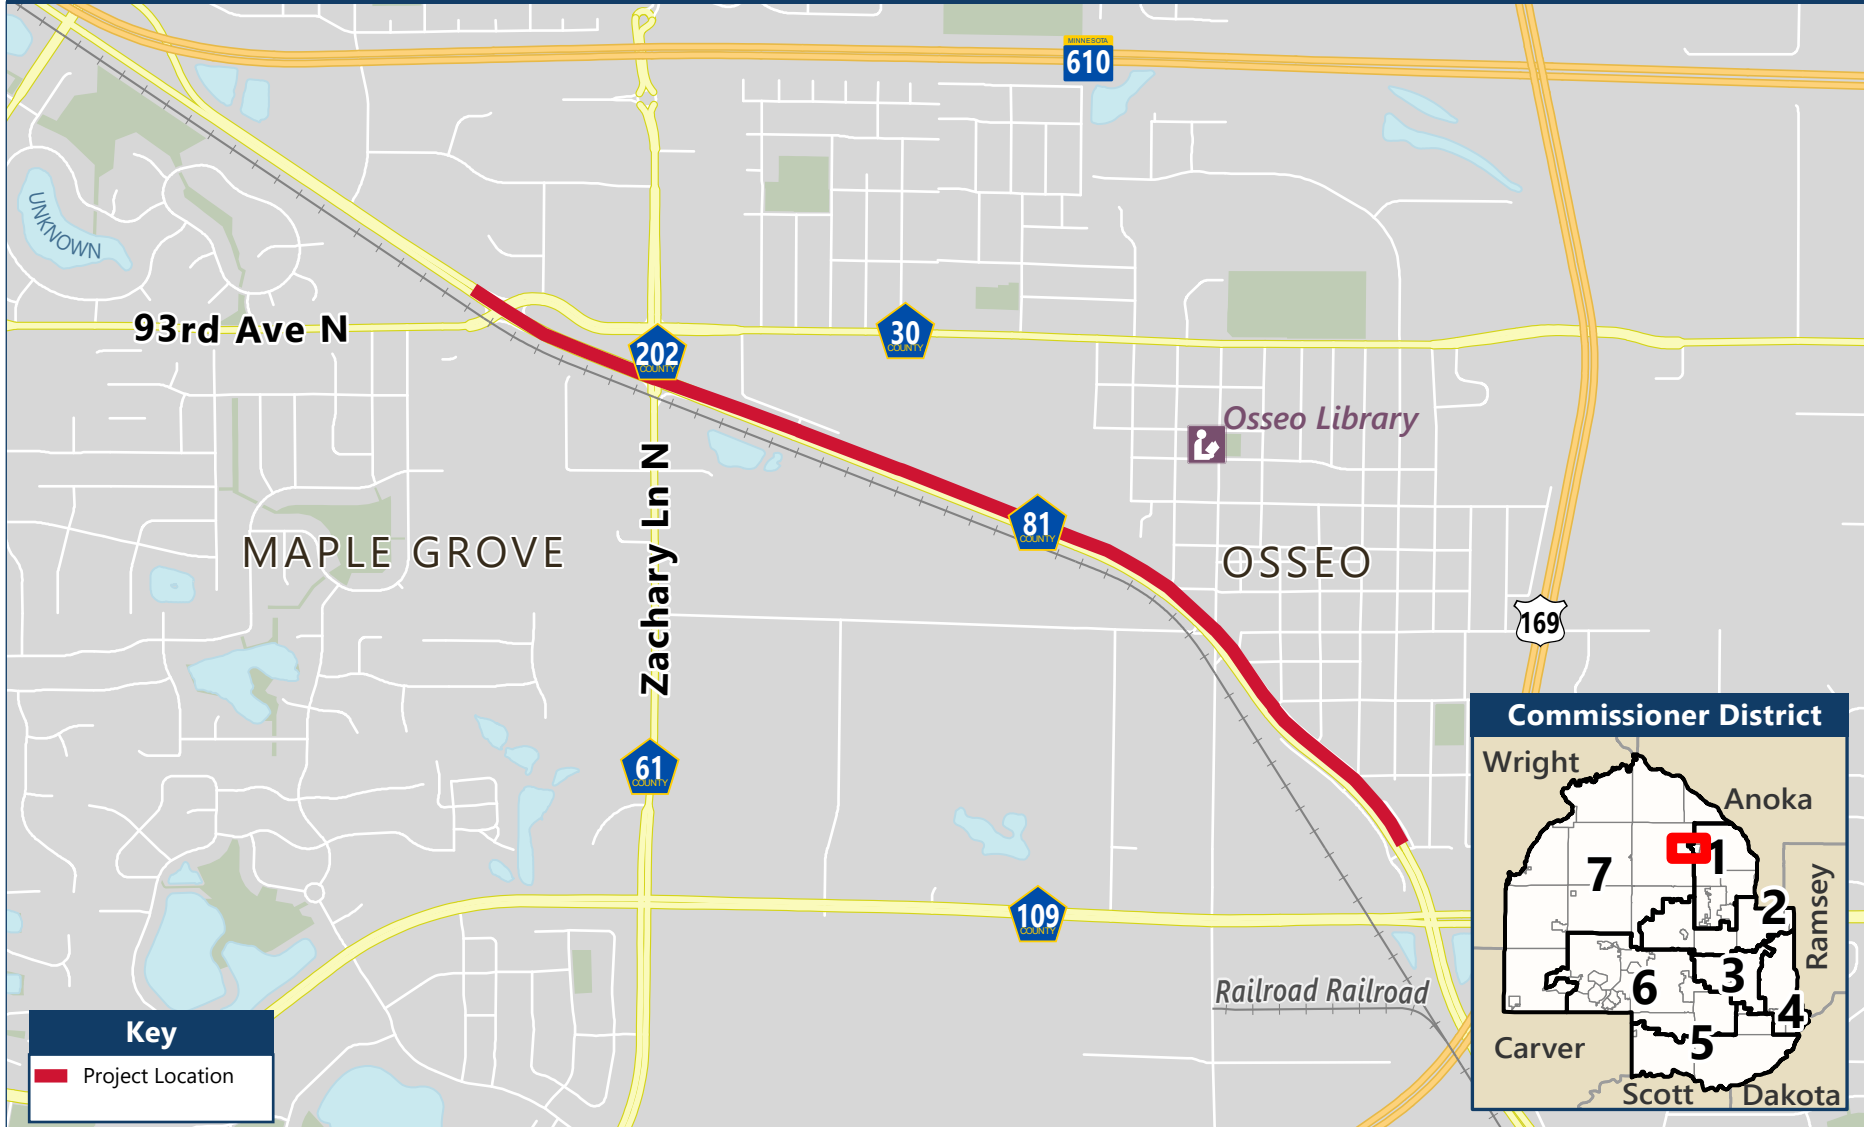 MINNESOTA
610
UNKNOWN
93rd Ave N
202
COUNTY
30
COUNTY
Osseo Library
Zachary Ln N
81
COUNTY
MAPLE GROVE
OSSEO
169
61
COUNTY
109
COUNTY
Railroad Railroad
Key
Project Location
Commissioner District
Wright
Anoka
7
1
2
Ramsey
6
3
4
5
Carver
Scott
Dakota